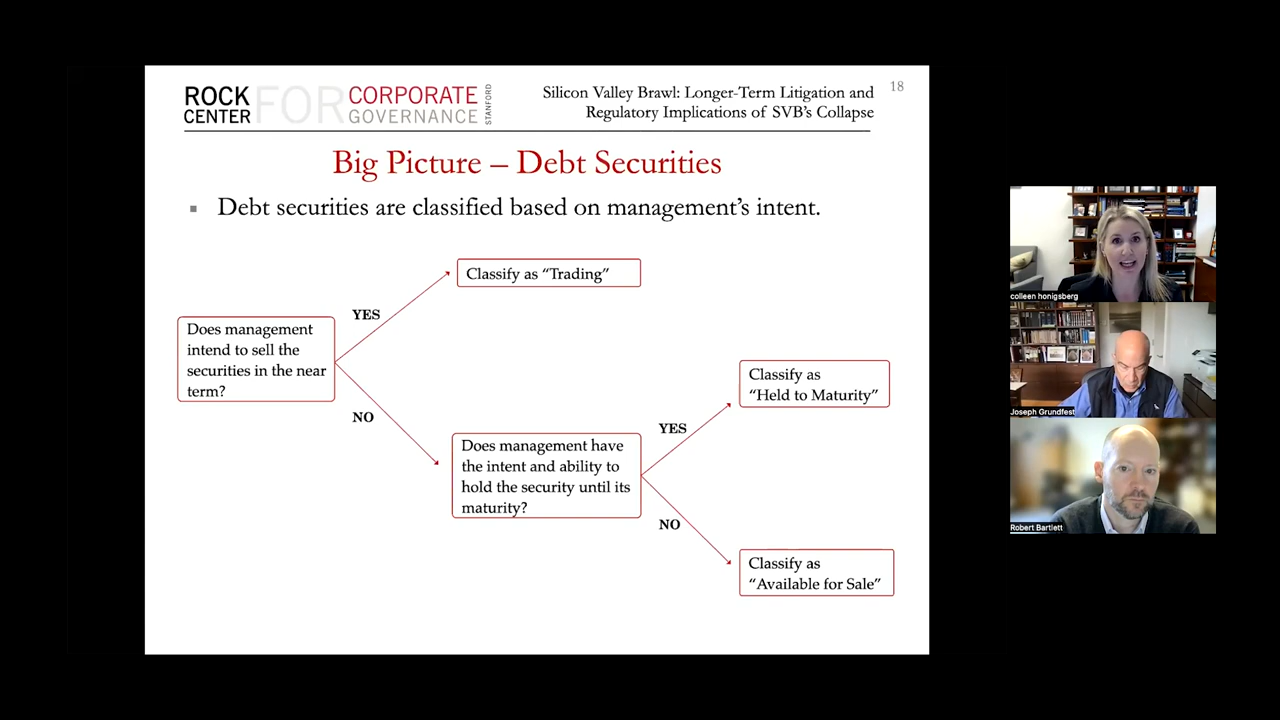 ROCK CENTER FOR CORPORATE GOVERNANCE STANFORD
Silicon Valley Brawl: Longer-Term Litigation and
Regulatory Implications of SVB's Collapse
18
Big Picture – Debt Securities
▪ Debt securities are classified based on management's intent.
Classify as "Trading"
YES
Does management
intend to sell the
securities in the near
term?
NO
Classify as
"Held to Maturity"
YES
Does management have
the intent and ability to
hold the security until its
maturity?
NO
Classify as
"Available for Sale"
colleen honigsberg
Joseph Grundfest
Robert Bartlett